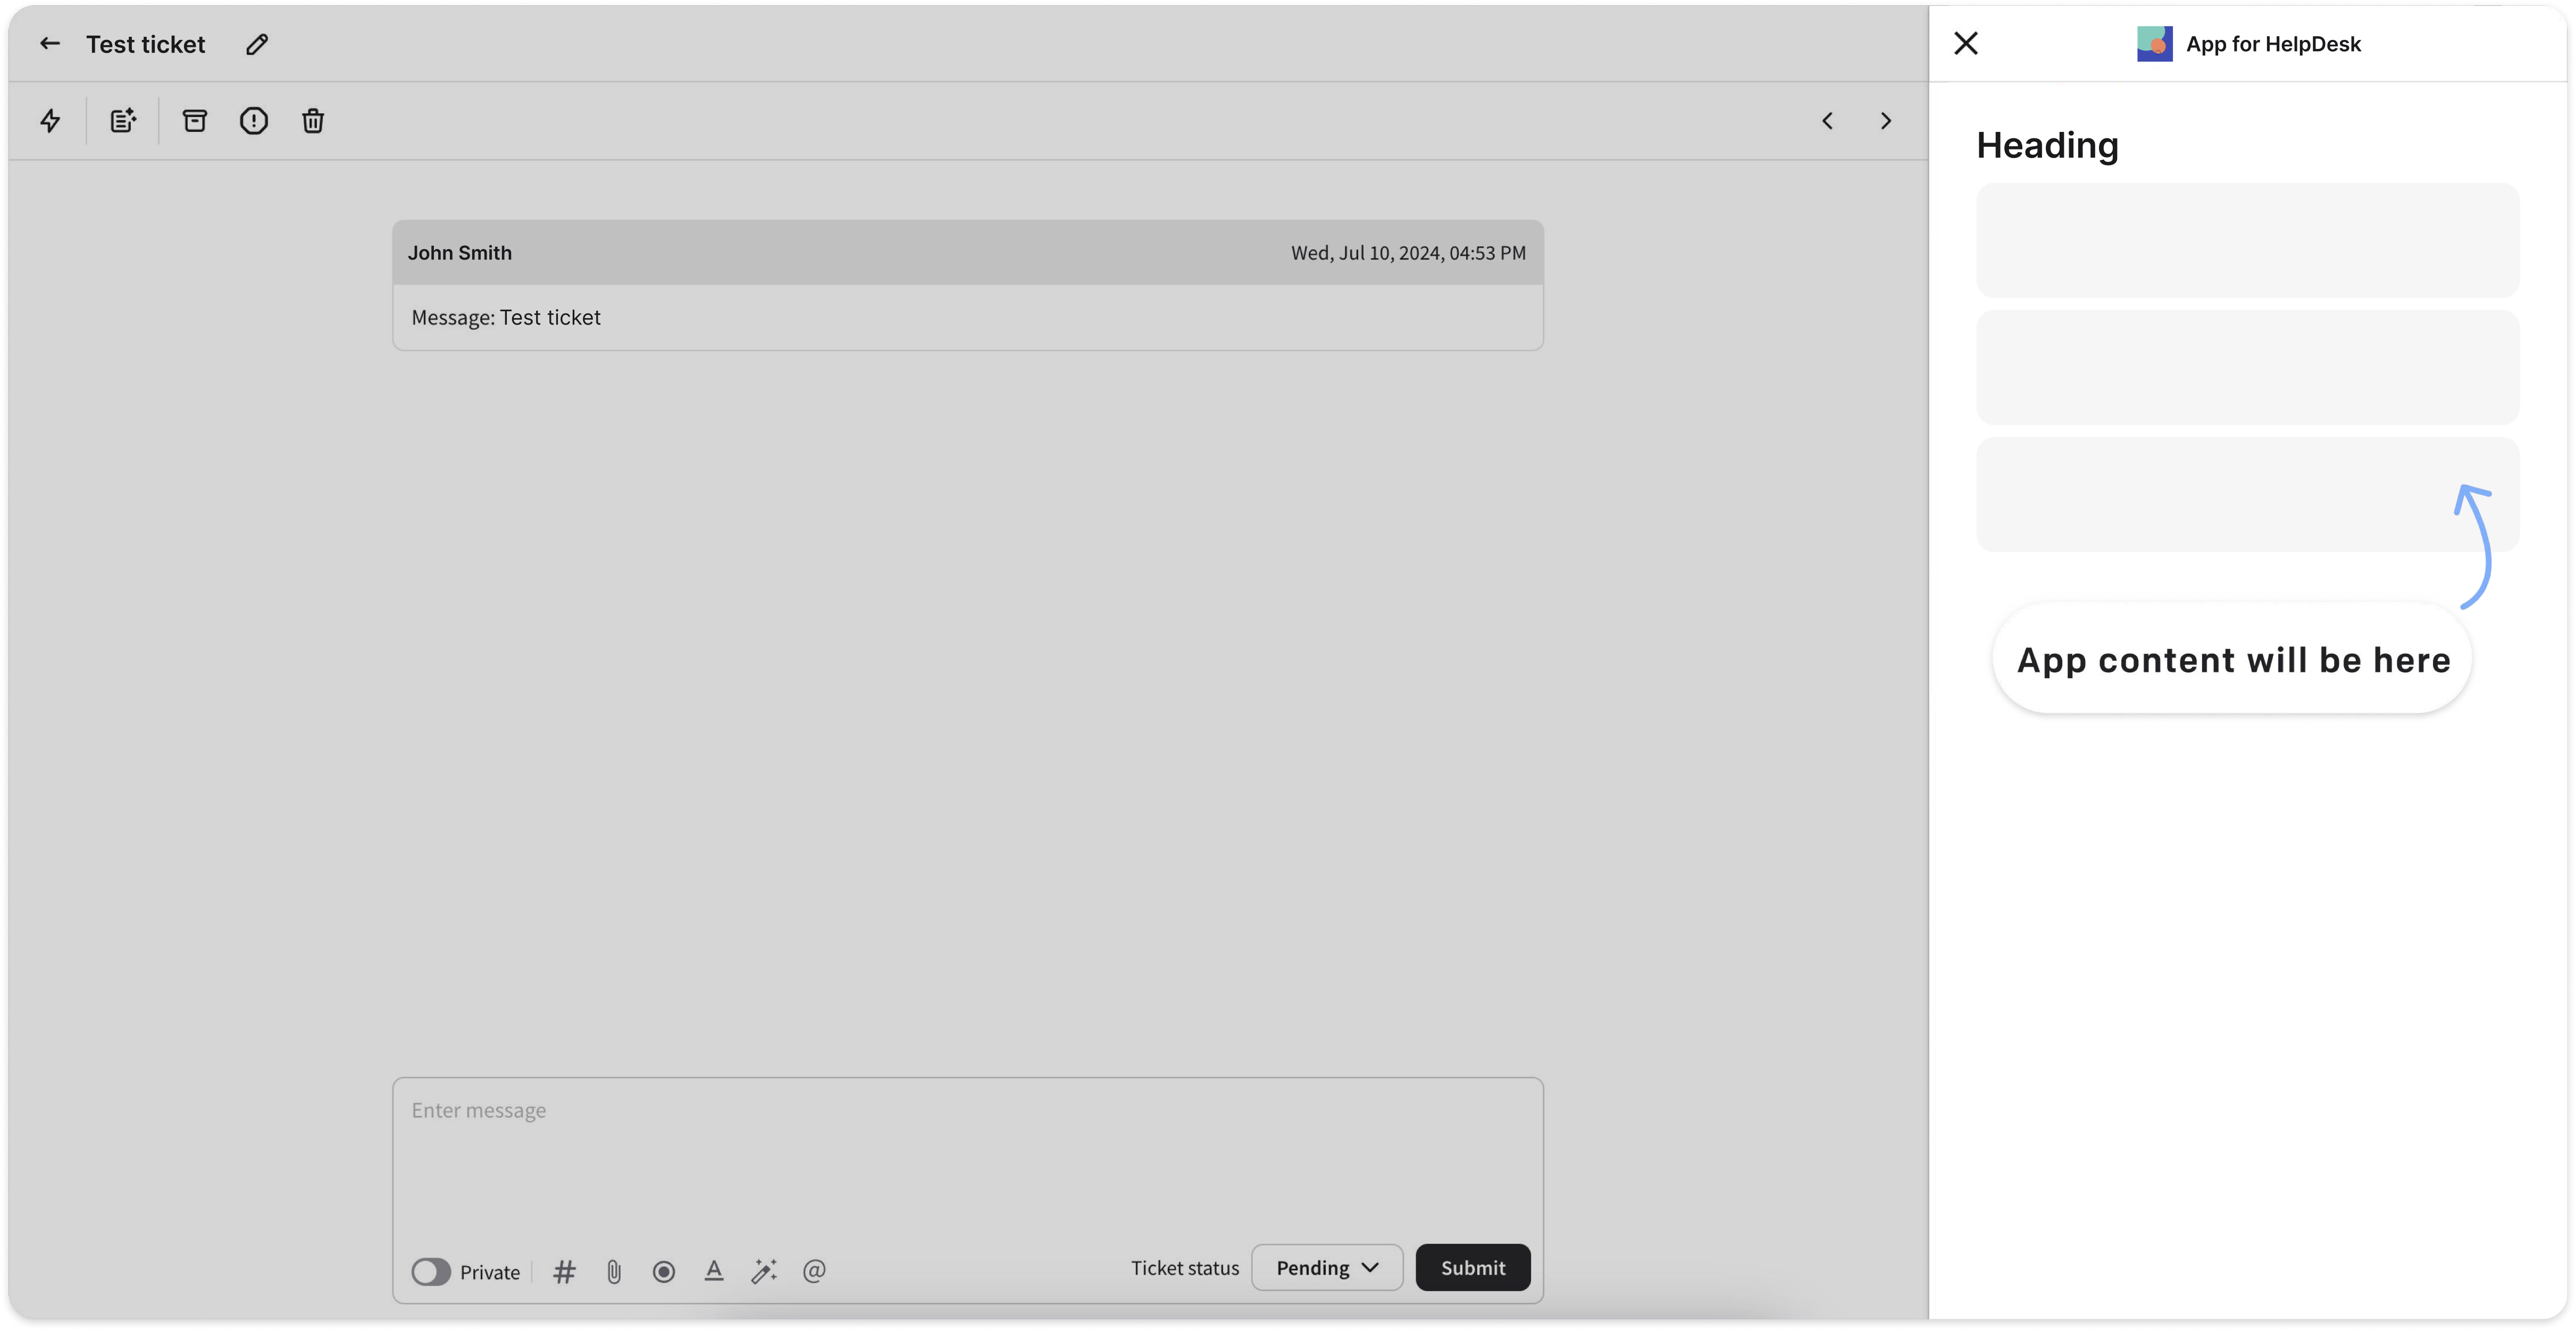 Test ticket
App for HelpDesk
Heading
John Smith
Wed, Jul 10, 2024, 04:53 PM
Message: Test ticket
App content will be here
Enter message
Private
Ticket status
Pending
Submit